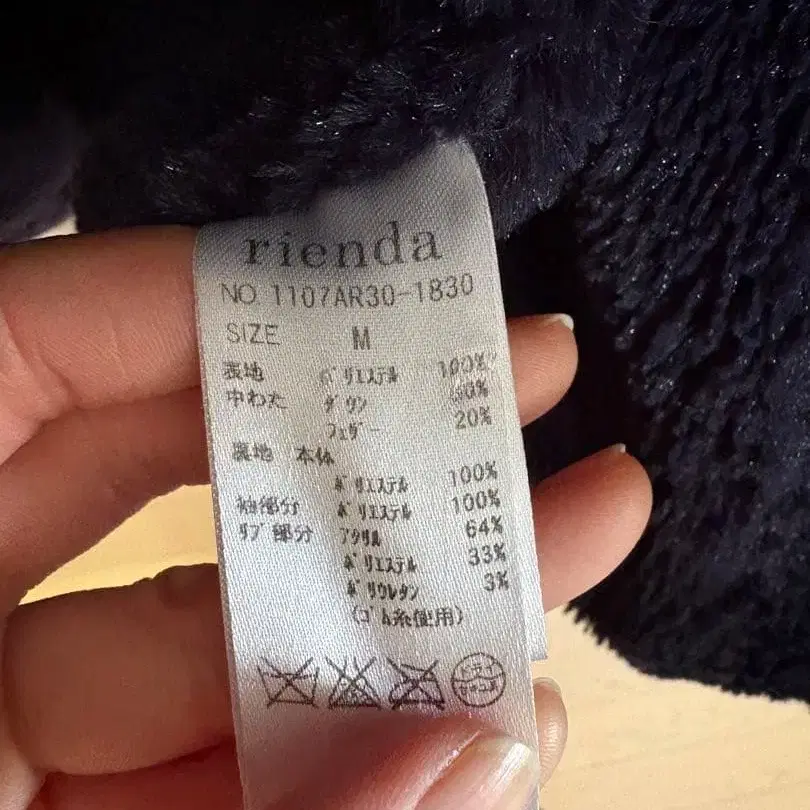 rienda
NO 1107AR30-1830
SIZE M
表地 ポリエステル 100%
中わた ダウン 80%
フェザー 20%
裏地 本体
ポリエステル 100%
袖部分 ポリエステル 100%
リブ部分 アクリル 64%
ポリエステル 33%
ポリウレタン 3%
(ゴム糸使用)